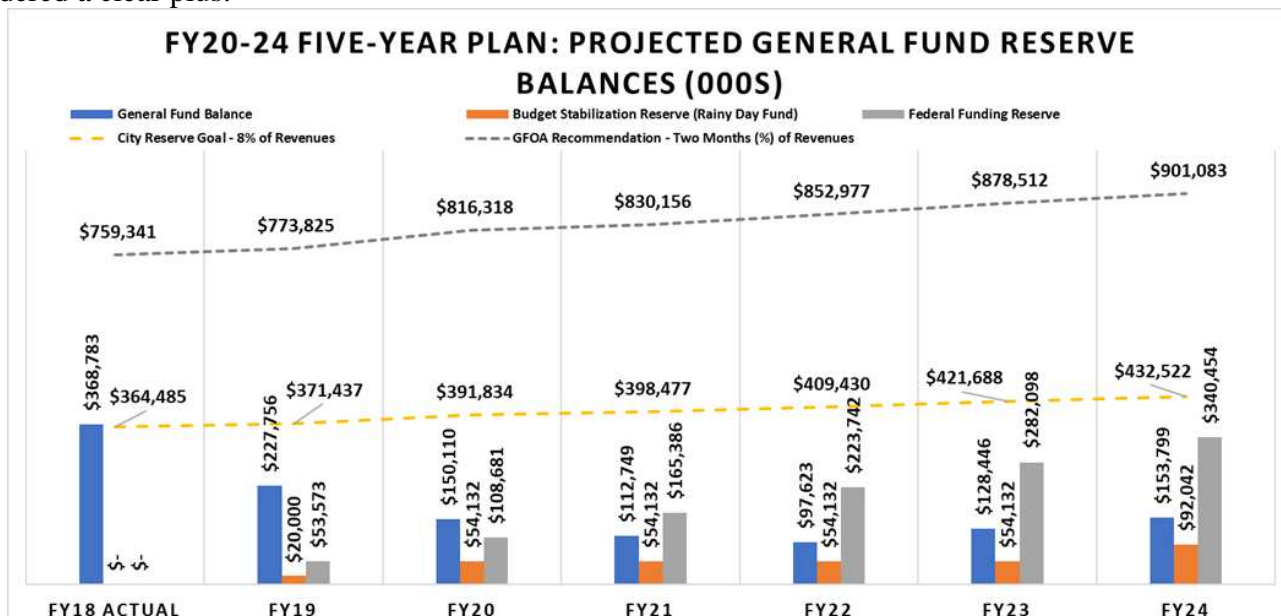 FY20-24 FIVE-YEAR PLAN: PROJECTED GENERAL FUND RESERVE
BALANCES (000S)
General Fund Balance
Budget Stabilization Reserve (Rainy Day Fund)
Federal Funding Reserve
City Reserve Goal - 8% of Revenues
GFOA Recommendation - Two Months (%) of Revenues
$759,341
$773,825
$816,318
$830,156
$852,977
$878,512
$901,083
$364,485
$371,437
$391,834
$398,477
$409,430
$421,688
$432,522
$368,783
$-
$-
$227,756
$20,000
$53,573
$150,110
$54,132
$108,681
$112,749
$54,132
$165,386
$97,623
$54,132
$223,742
$128,446
$54,132
$282,098
$153,799
$92,042
$340,454
FY18 ACTUAL
FY19
FY20
FY21
FY22
FY23
FY24